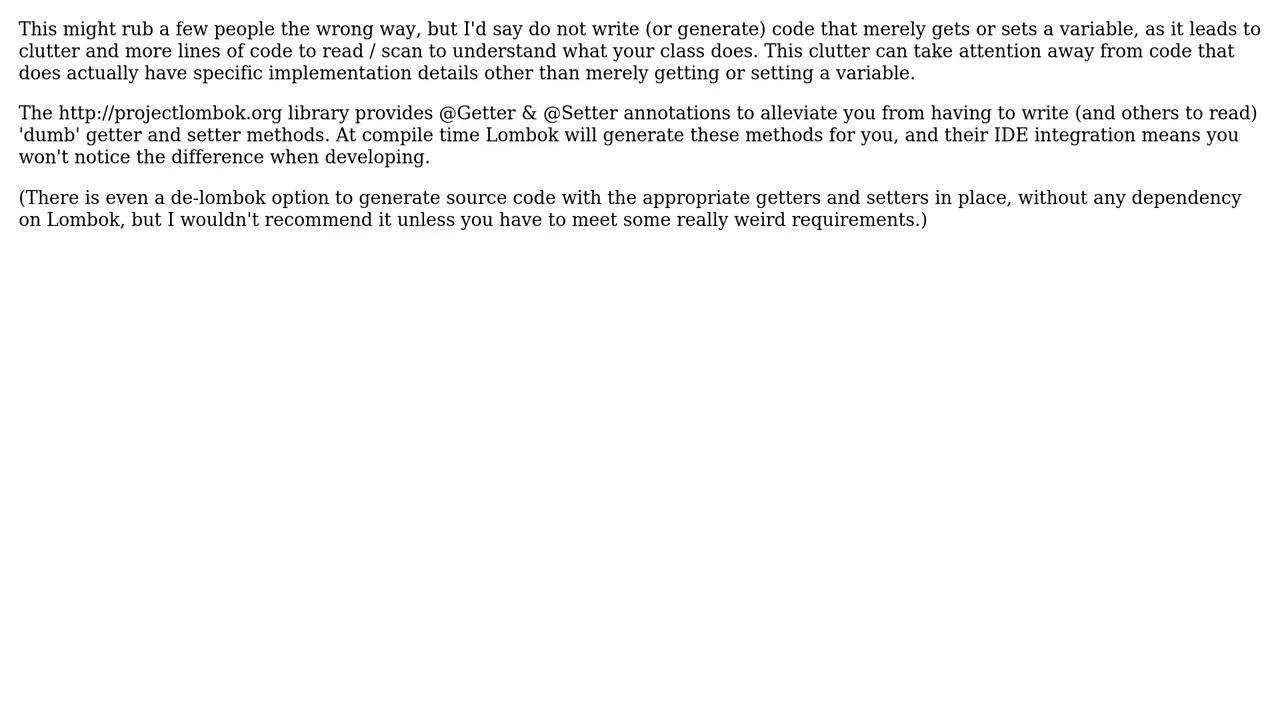 This might rub a few people the wrong way, but I'd say do not write (or generate) code that merely gets or sets a variable, as it leads to
clutter and more lines of code to read / scan to understand what your class does. This clutter can take attention away from code that
does actually have specific implementation details other than merely getting or setting a variable.
The http://projectlombok.org library provides @Getter & @Setter annotations to alleviate you from having to write (and others to read)
'dumb' getter and setter methods. At compile time Lombok will generate these methods for you, and their IDE integration means you
won't notice the difference when developing.
(There is even a de-lombok option to generate source code with the appropriate getters and setters in place, without any dependency
on Lombok, but I wouldn't recommend it unless you have to meet some really weird requirements.)